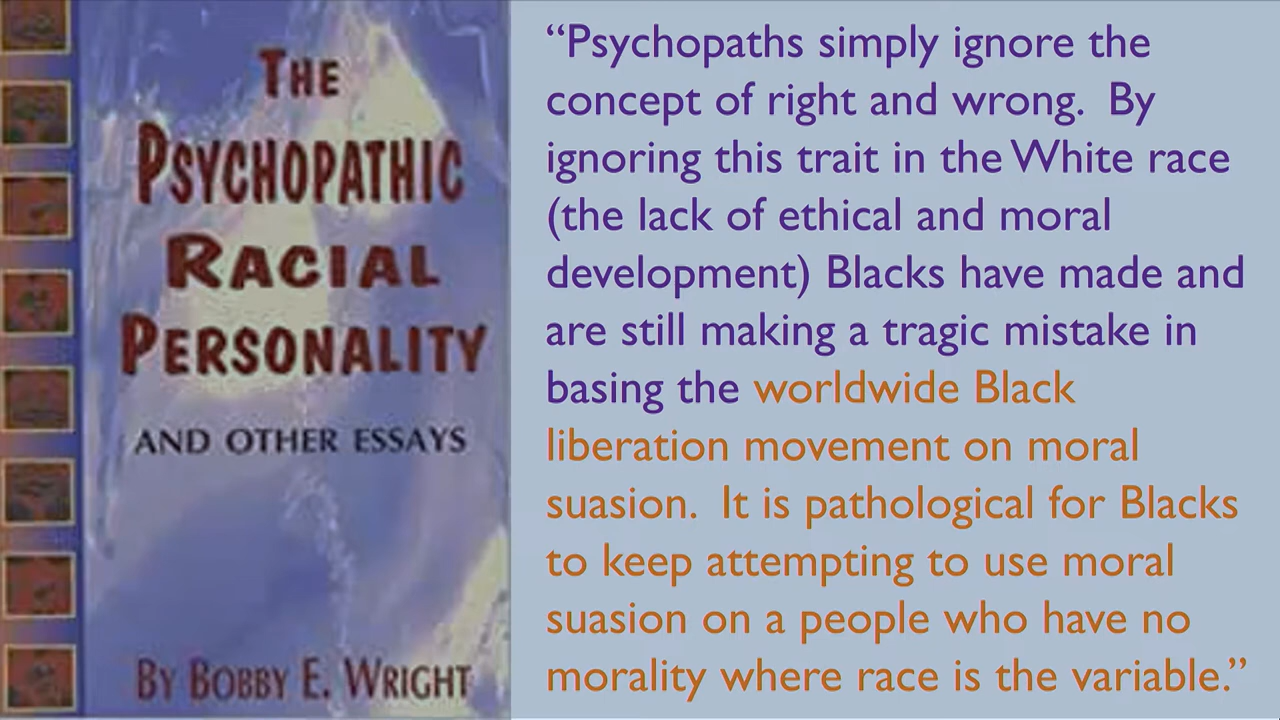 THE
PSYCHOPATHIC
RACIAL
PERSONALITY
AND OTHER ESSAYS
BY BOBBY E. WRIGHT
“Psychopaths simply ignore the
concept of right and wrong.  By
ignoring this trait in the White race
(the lack of ethical and moral
development) Blacks have made and
are still making a tragic mistake in
basing the worldwide Black
liberation movement on moral
suasion.  It is pathological for Blacks
to keep attempting to use moral
suasion on a people who have no
morality where race is the variable.”